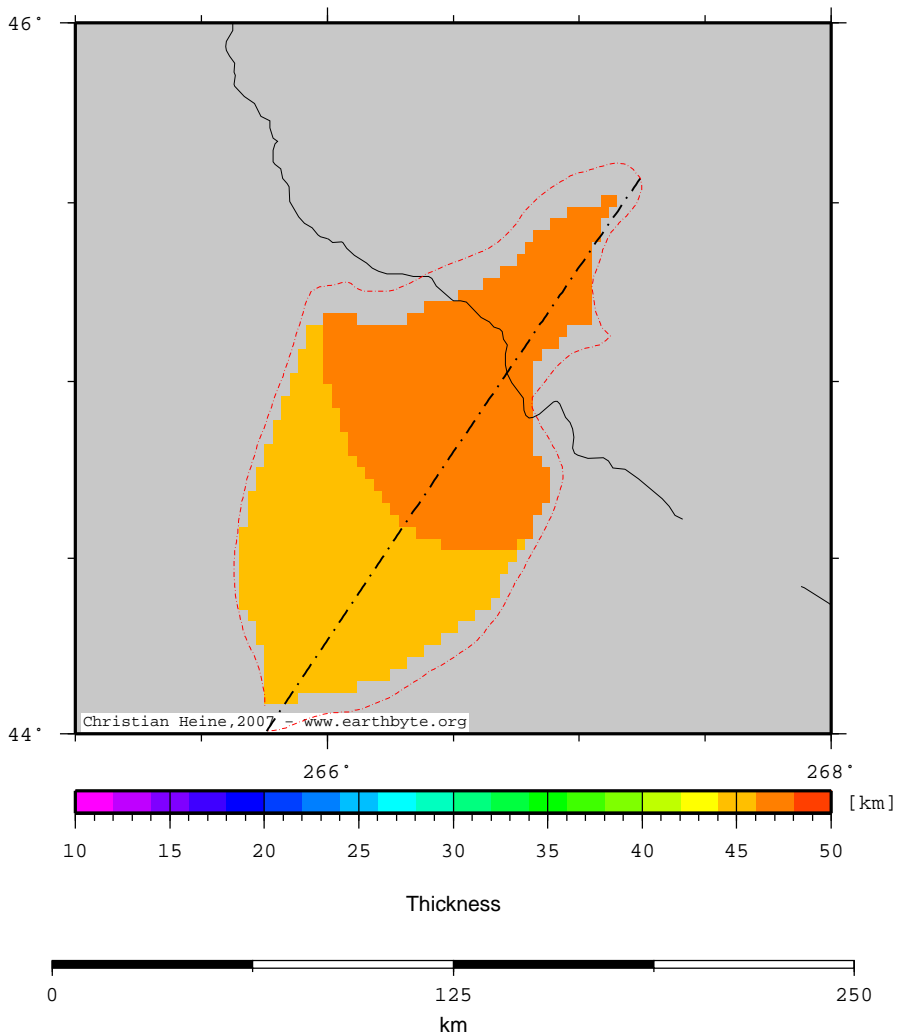 46°
Christian Heine,2007 – www.earthbyte.org
44°
266° 268°
[km]
10 15 20 25 30 35 40 45 50
Thickness
0 125 250
km